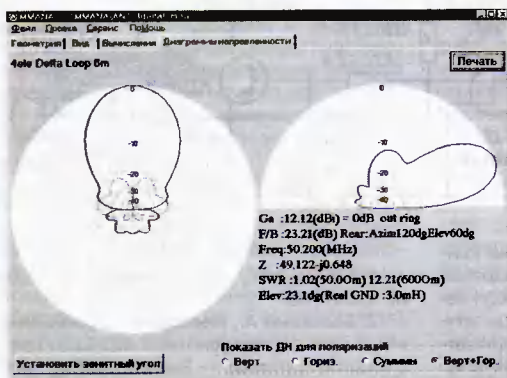 MMANA
Файл Правка Сервис Помощь
Геометрия Вид Вычисления Диаграммы направленности
4ele Delta Loop 6m
Печать
0
-10
-20
-30
-40
0
-10
-20
-30
-40
Ga :12.12(dBi) = 0dB out ring
F/B :23.21(dB) Rear:Azim120dgElev60dg
Freq:50.200(MHz)
Z :49.122-j0.648
SWR :1.02(50.0Om) 12.21(600Om)
Elev:23.1dg(Real GND :3.0mH)
Показать ДН для поляризаций
Установить зенитный угол
Верт. Гориз. Суммы Верт+Гор.